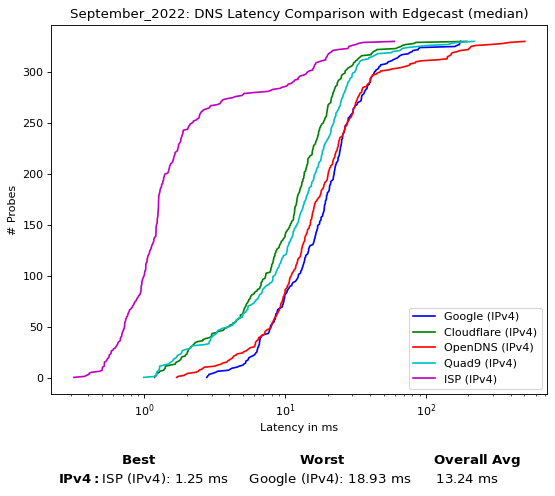 September_2022: DNS Latency Comparison with Edgecast (median)
# Probes
300
250
200
150
100
50
0
10⁰ 10¹ 10²
Latency in ms
Google (IPv4)
Cloudflare (IPv4)
OpenDNS (IPv4)
Quad9 (IPv4)
ISP (IPv4)
Best Worst Overall Avg
IPv4: ISP (IPv4): 1.25 ms Google (IPv4): 18.93 ms 13.24 ms